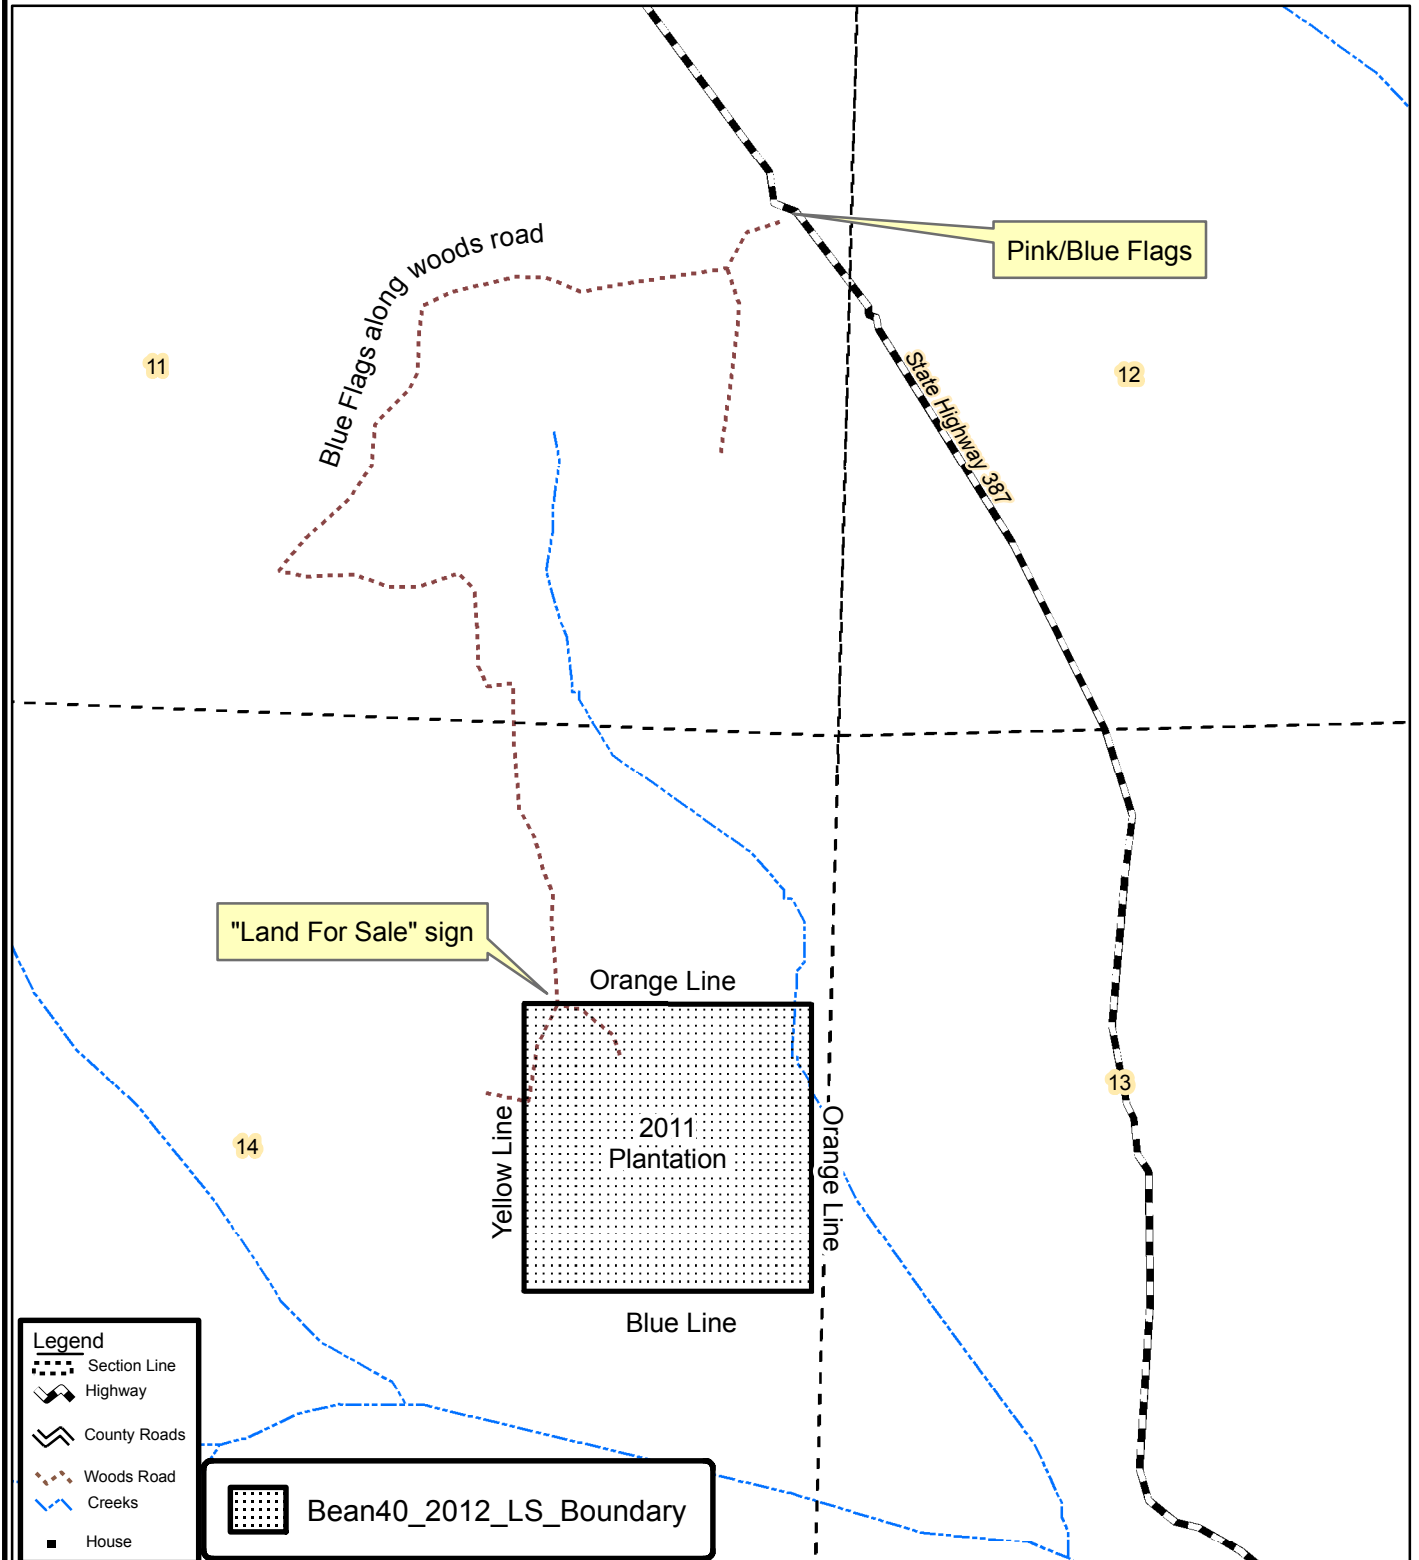 Pink/Blue Flags
Blue Flags along woods road
11
12
State Highway 387
"Land For Sale" sign
Orange Line
13
2011
Plantation
Yellow Line
Orange Line
14
Blue Line
Legend
Section Line
Highway
County Roads
Woods Road
Creeks
House
Bean40_2012_LS_Boundary